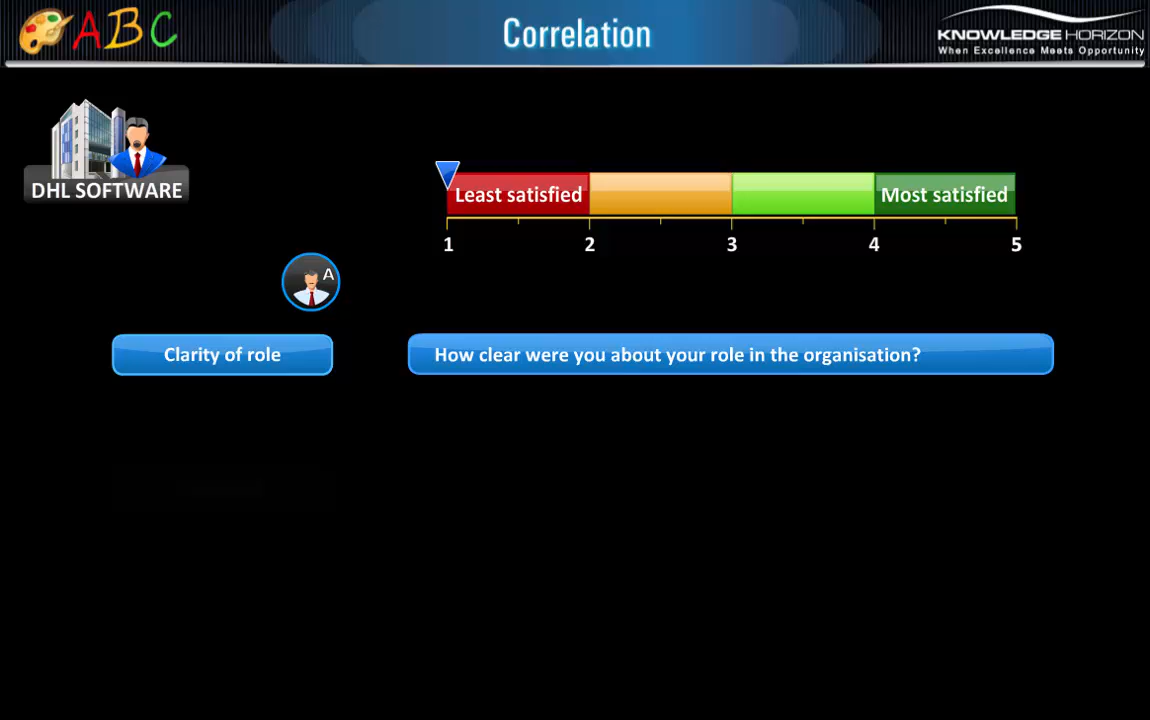 ABC
Correlation
KNOWLEDGE HORIZON
When Excellence Meets Opportunity
DHL SOFTWARE
Least satisfied
Most satisfied
1 2 3 4 5
A
Clarity of role
How clear were you about your role in the organisation?